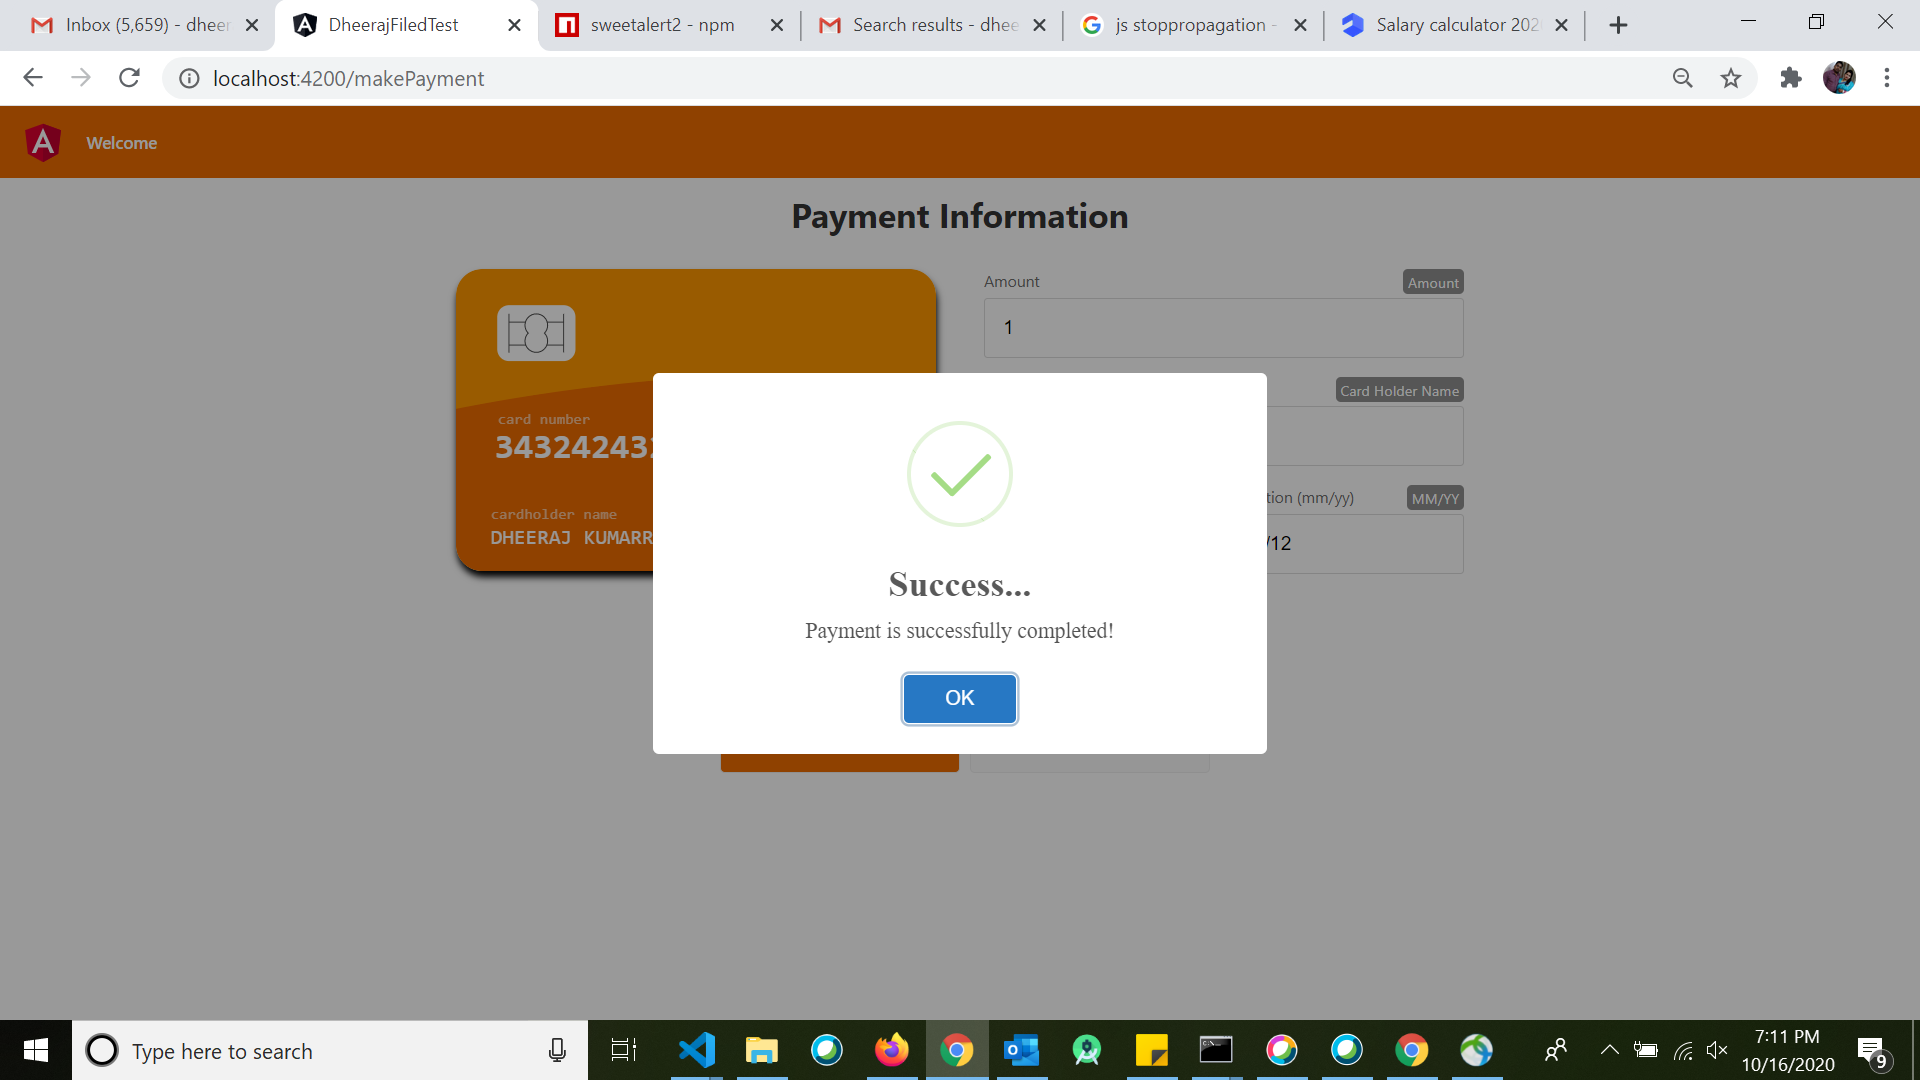 Inbox (5,659) - dheer
DheerajFiledTest
sweetalert2 - npm
Search results - dhee
js stoppropagation -
Salary calculator 202
localhost:4200/makePayment
Welcome
Payment Information
Amount
Amount
1
card number
343242432
cardholder name
DHEERAJ KUMARR
Card Holder Name
tion (mm/yy)
MM/YY
/12
Success...
Payment is successfully completed!
OK
Type here to search
7:11 PM
10/16/2020
9